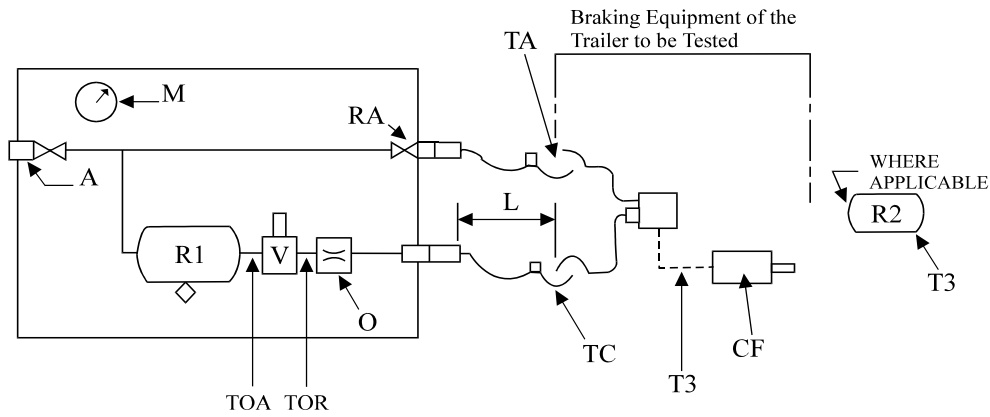 Braking Equipment of the
Trailer to be Tested
TA
M
RA
A
WHERE
APPLICABLE
L
R2
R1
V
T3
O
TC
CF
T3
TOA TOR